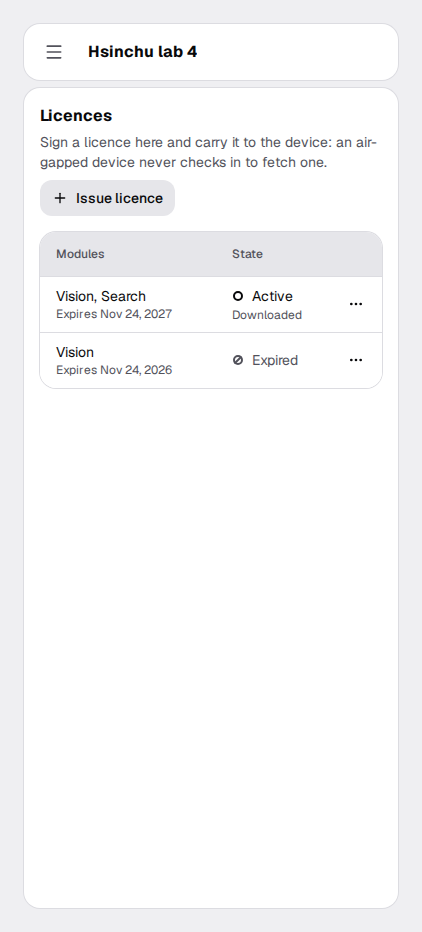 Hsinchu lab 4
Licences
Sign a licence here and carry it to the device: an air-
gapped device never checks in to fetch one.
Issue licence
Modules State
Vision, Search Active
Expires Nov 24, 2027 Downloaded
Vision Expired
Expires Nov 24, 2026